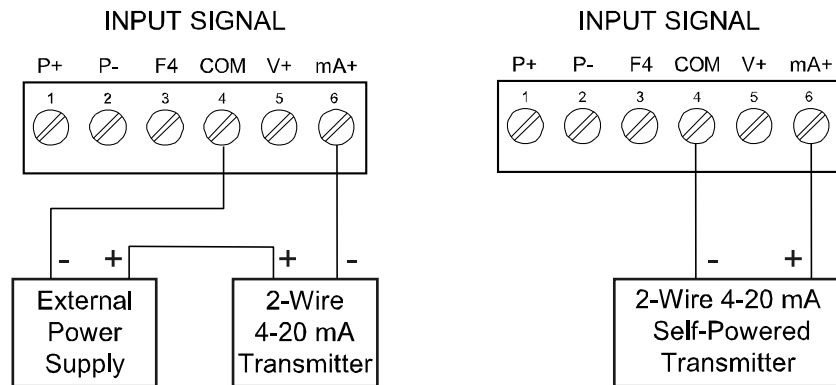 INPUT SIGNAL
P+ P- F4 COM V+ mA+
1 2 3 4 5 6
- + + -
External
Power
Supply
2-Wire
4-20 mA
Transmitter
INPUT SIGNAL
P+ P- F4 COM V+ mA+
1 2 3 4 5 6
- +
2-Wire 4-20 mA
Self-Powered
Transmitter